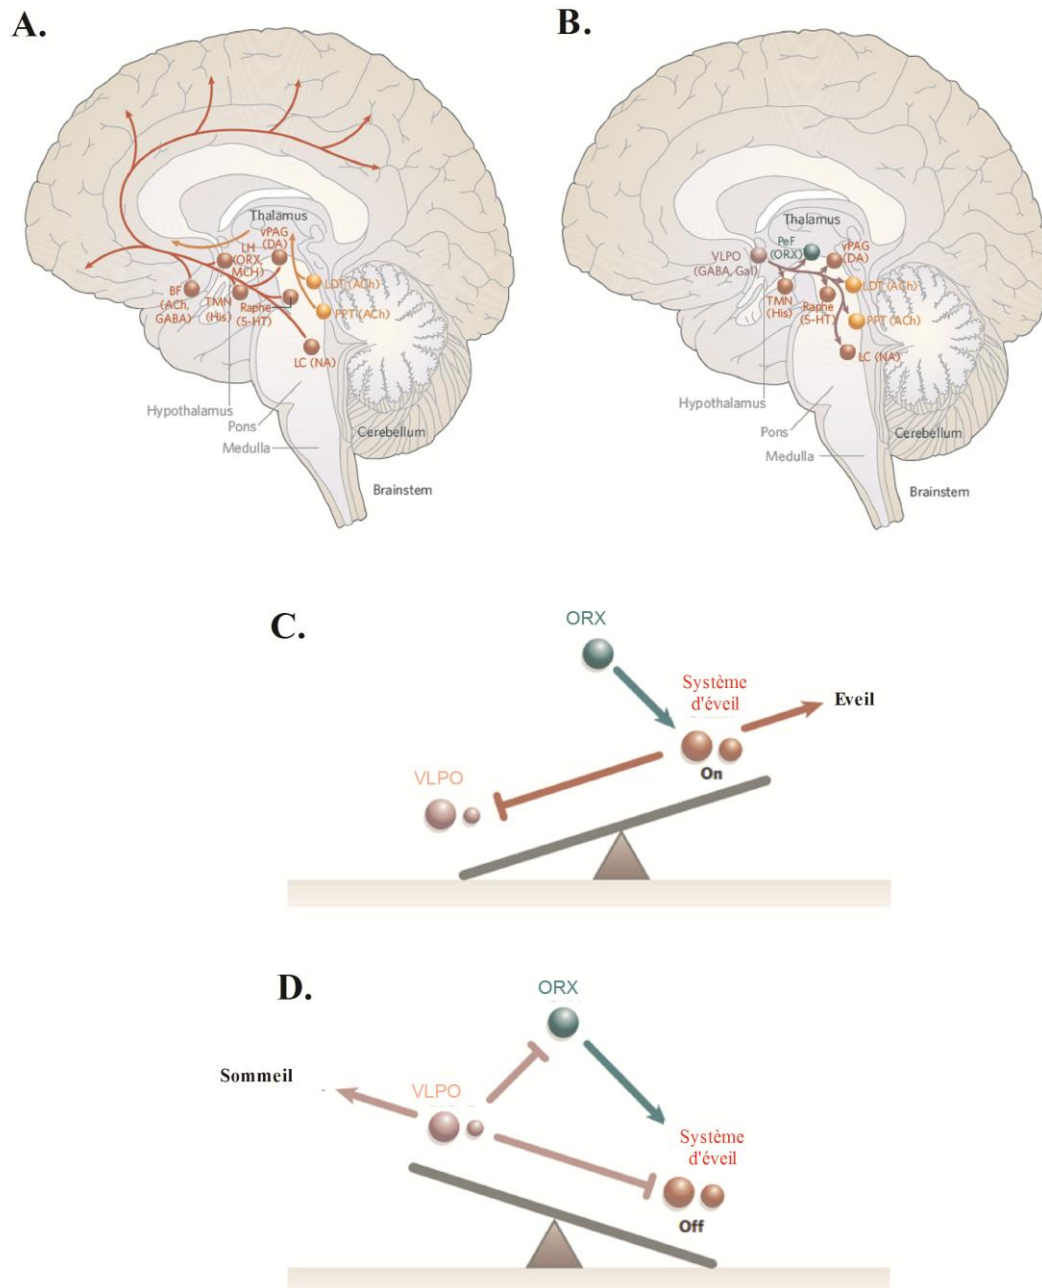 A.
Thalamus
vPAG
(DA)
LH
(ORX,
MCH)
BF
(ACh,
GABA)
TMN
(His)
Raphe
(5-HT)
LDT (ACh)
PPT (ACh)
LC (NA)
Hypothalamus
Pons
Medulla
Cerebellum
Brainstem
B.
Thalamus
VLPO
(GABA, Gal)
PeF
(ORX)
vPAG
(DA)
LDT (ACh)
TMN
(His)
Raphe
(5-HT)
PPT (ACh)
LC (NA)
Hypothalamus
Pons
Medulla
Cerebellum
Brainstem
C.
ORX
Système
d'éveil
Eveil
On
VLPO
D.
ORX
Sommeil
VLPO
Système
d'éveil
Off